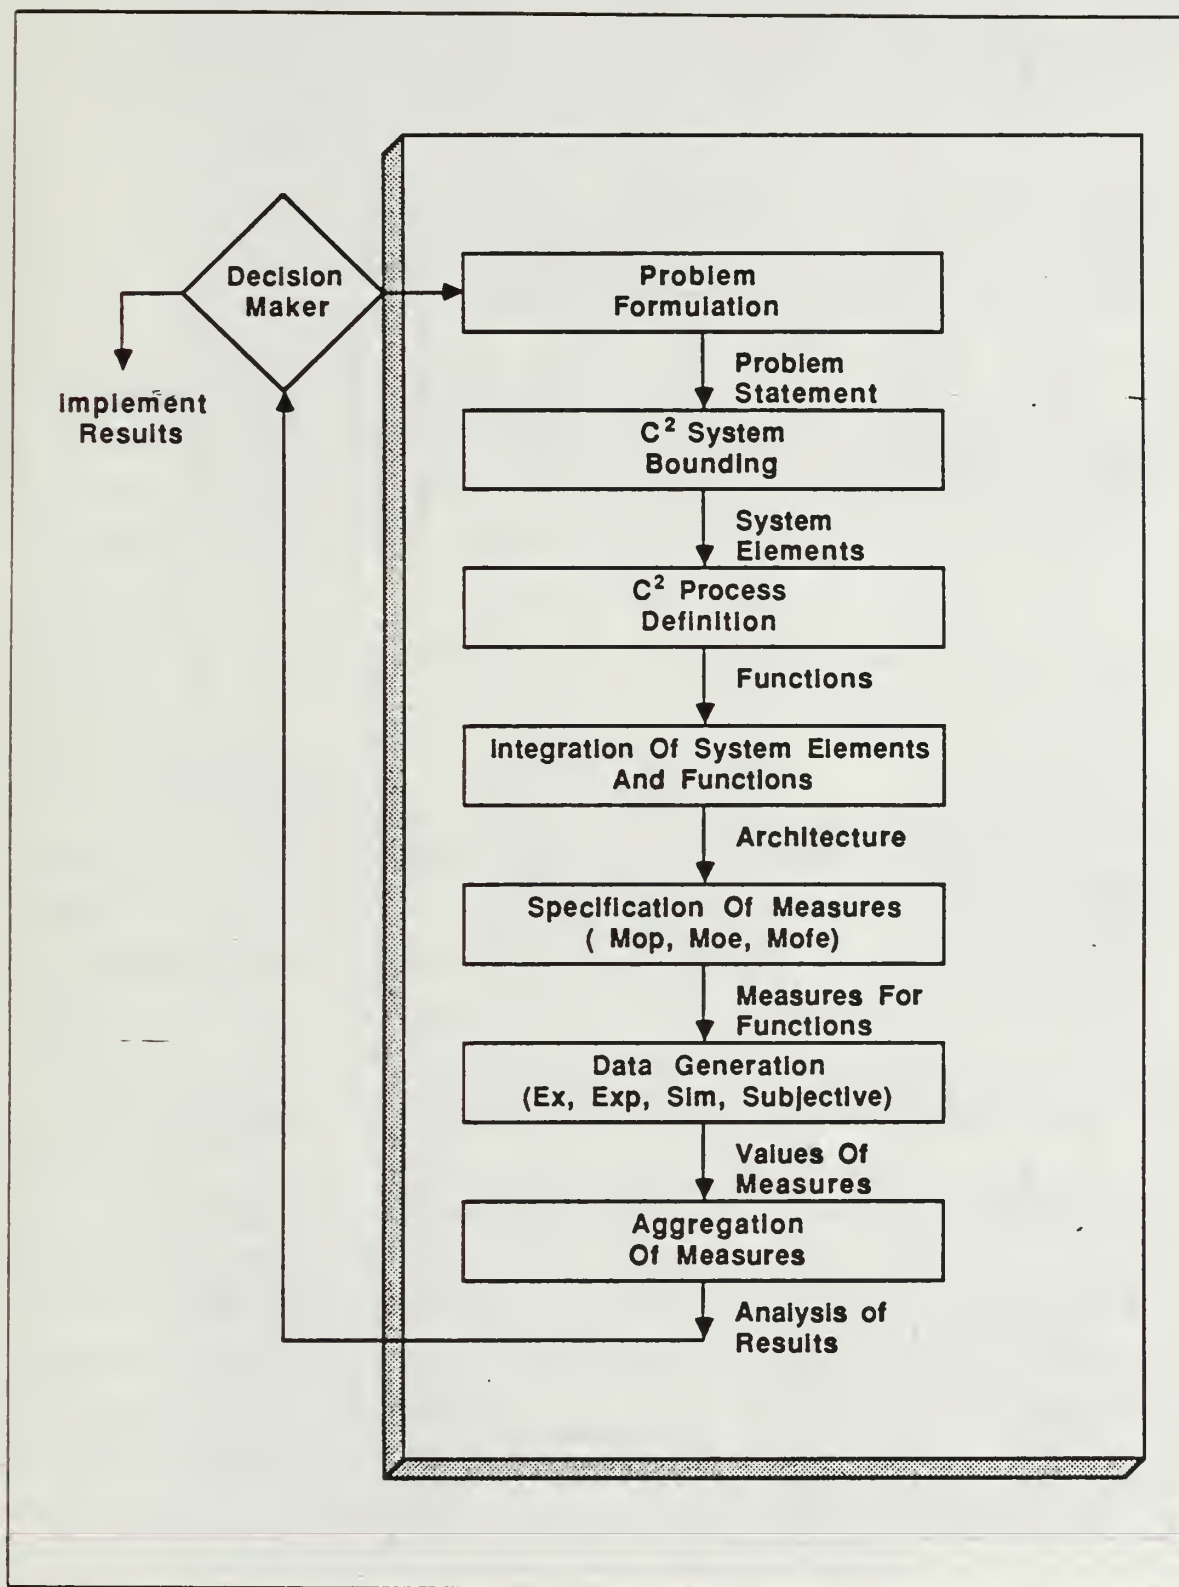 Decision
Maker
Implement
Results
Problem
Formulation
Problem
Statement
C² System
Bounding
System
Elements
C² Process
Definition
Functions
Integration Of System Elements
And Functions
Architecture
Specification Of Measures
( Mop, Moe, Mofe)
Measures For
Functions
Data Generation
(Ex, Exp, Sim, Subjective)
Values Of
Measures
Aggregation
Of Measures
Analysis of
Results